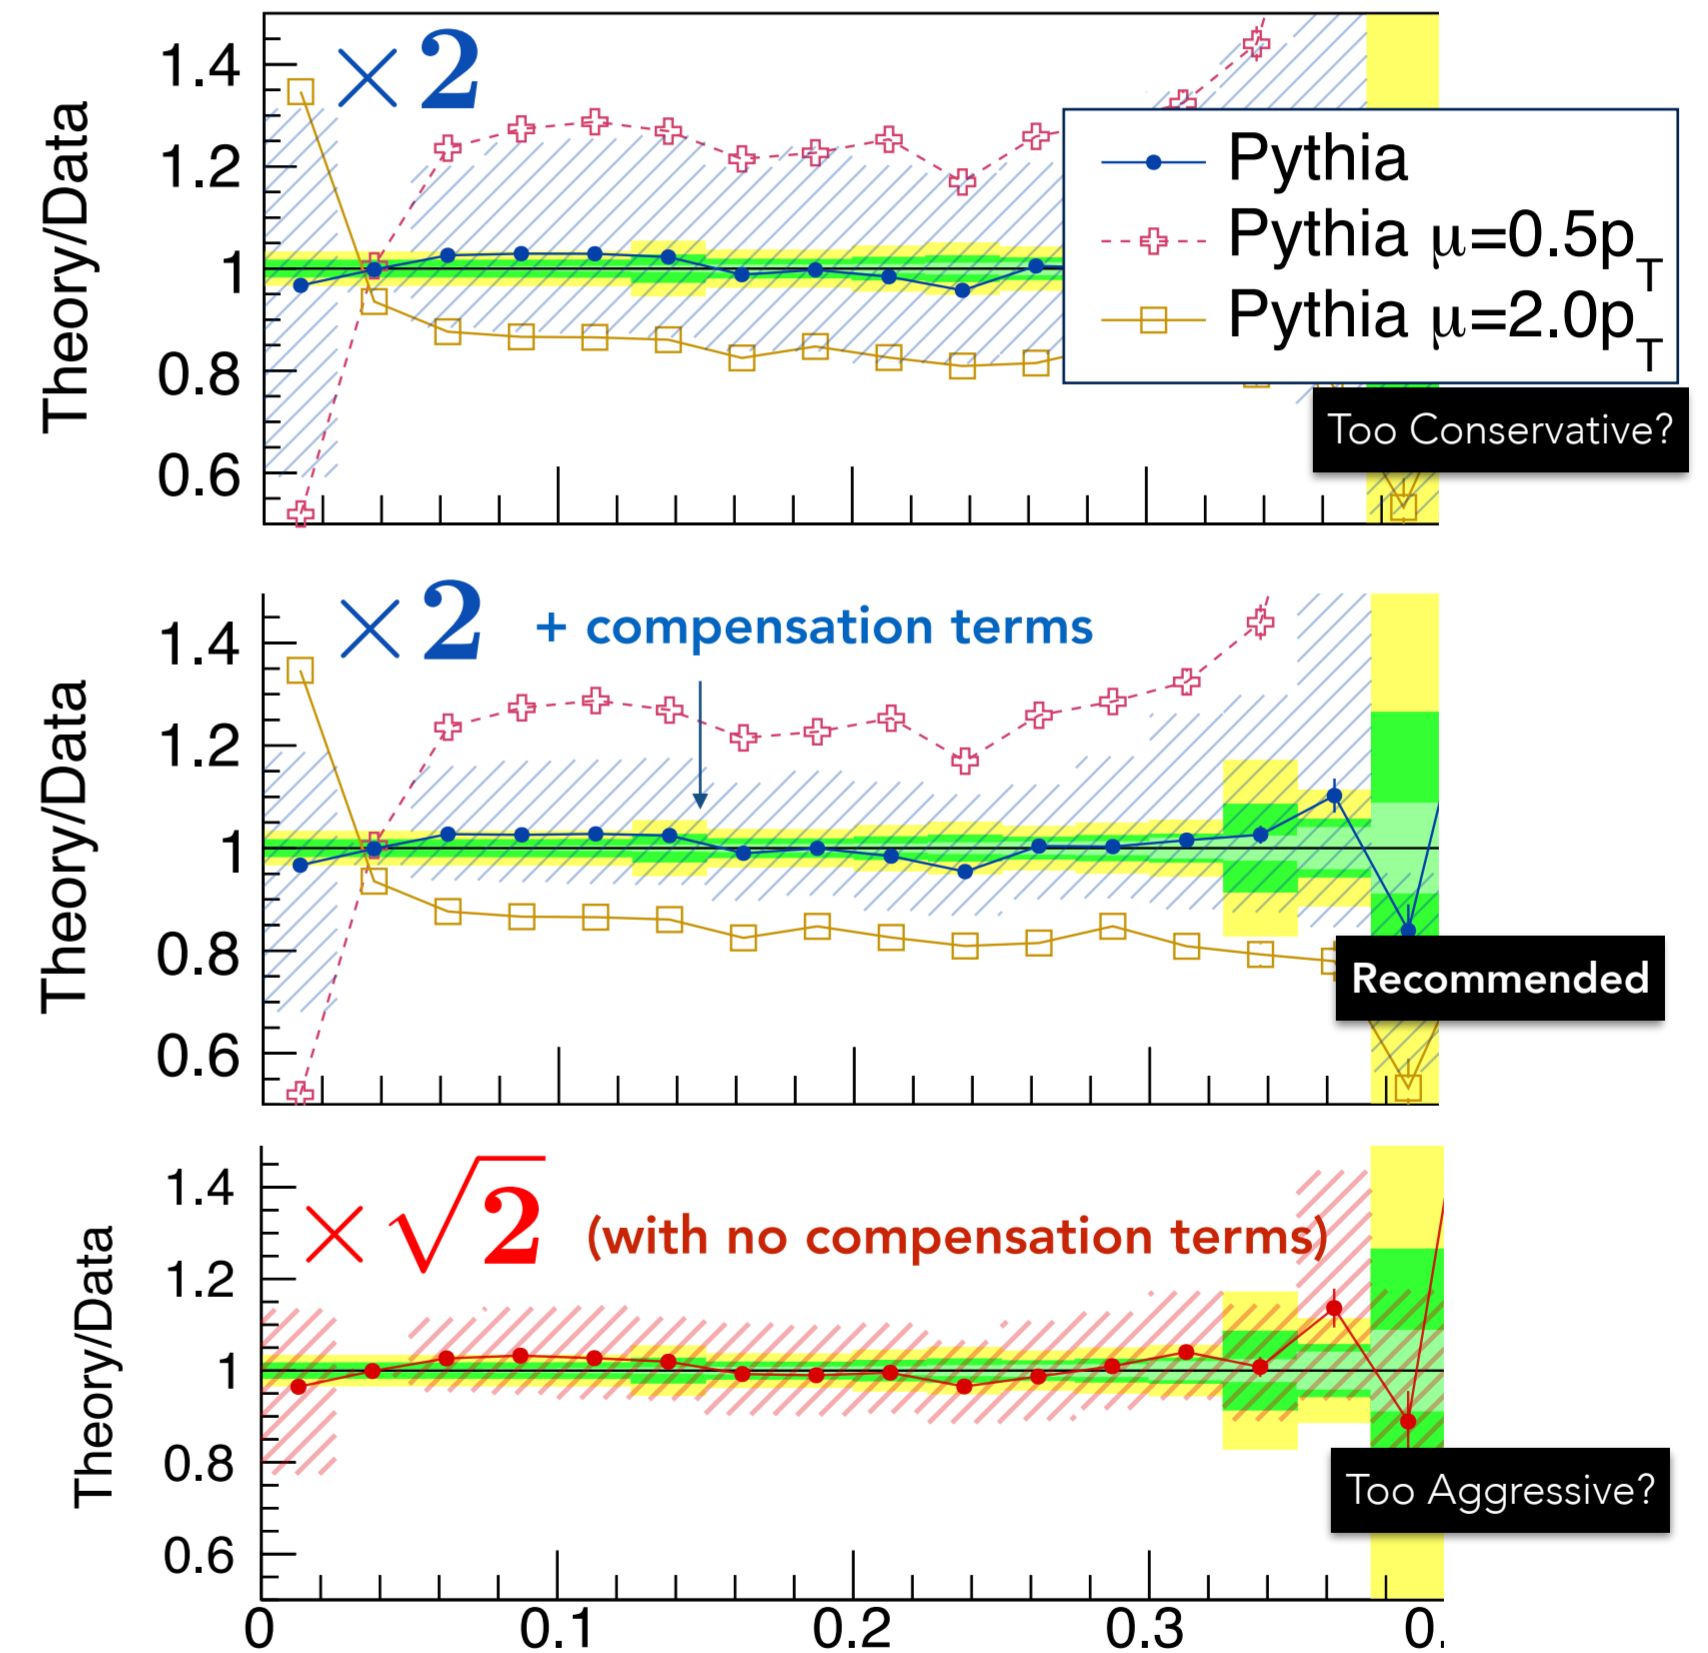 ×2
1.4
1.2
1
0.8
0.6
Theory/Data
Pythia
Pythia μ=0.5p_T
Pythia μ=2.0p_T
Too Conservative?
×2 + compensation terms
1.4
1.2
1
0.8
0.6
Theory/Data
Recommended
×√2 (with no compensation terms)
1.4
1.2
1
0.8
0.6
Theory/Data
Too Aggressive?
0 0.1 0.2 0.3 0.